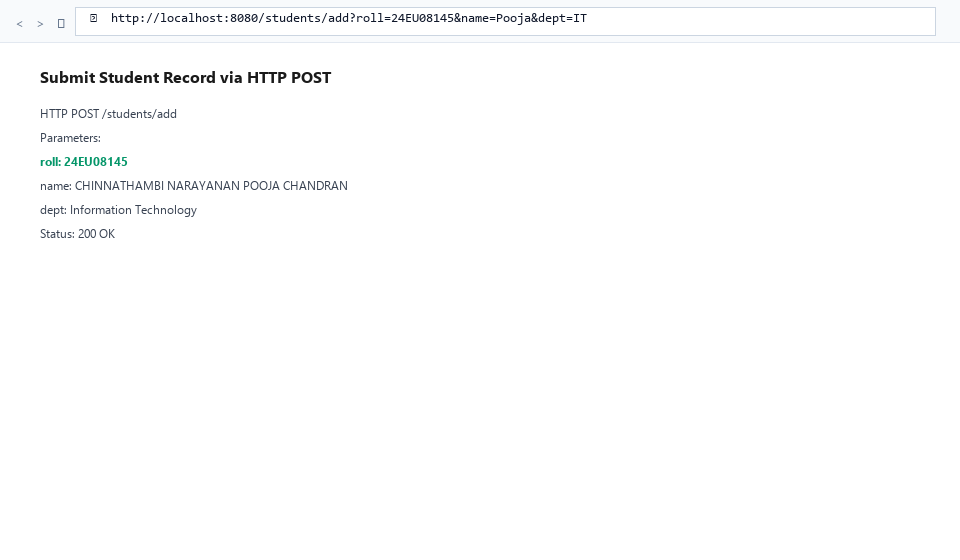 < > http://localhost:8080/students/add?roll=24EU08145&name=Pooja&dept=IT
Submit Student Record via HTTP POST
HTTP POST /students/add
Parameters:
roll: 24EU08145
name: CHINNATHAMBI NARAYANAN POOJA CHANDRAN
dept: Information Technology
Status: 200 OK